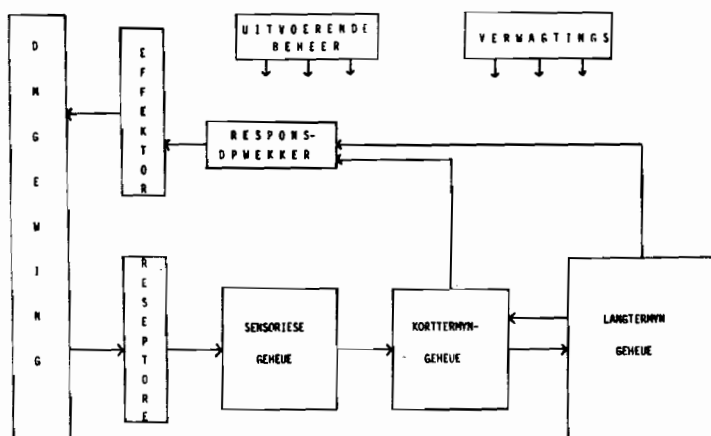 UITVOERENDE
BEHEER
VERWAGTINGS
OMGEWING
EFFEKTOR
RESPONS-
OPWEKKER
RESEPTORE
SENSORIESE
GEHEUE
KORTTERMYN-
GEHEUE
LANGTERMYN
GEHEUE